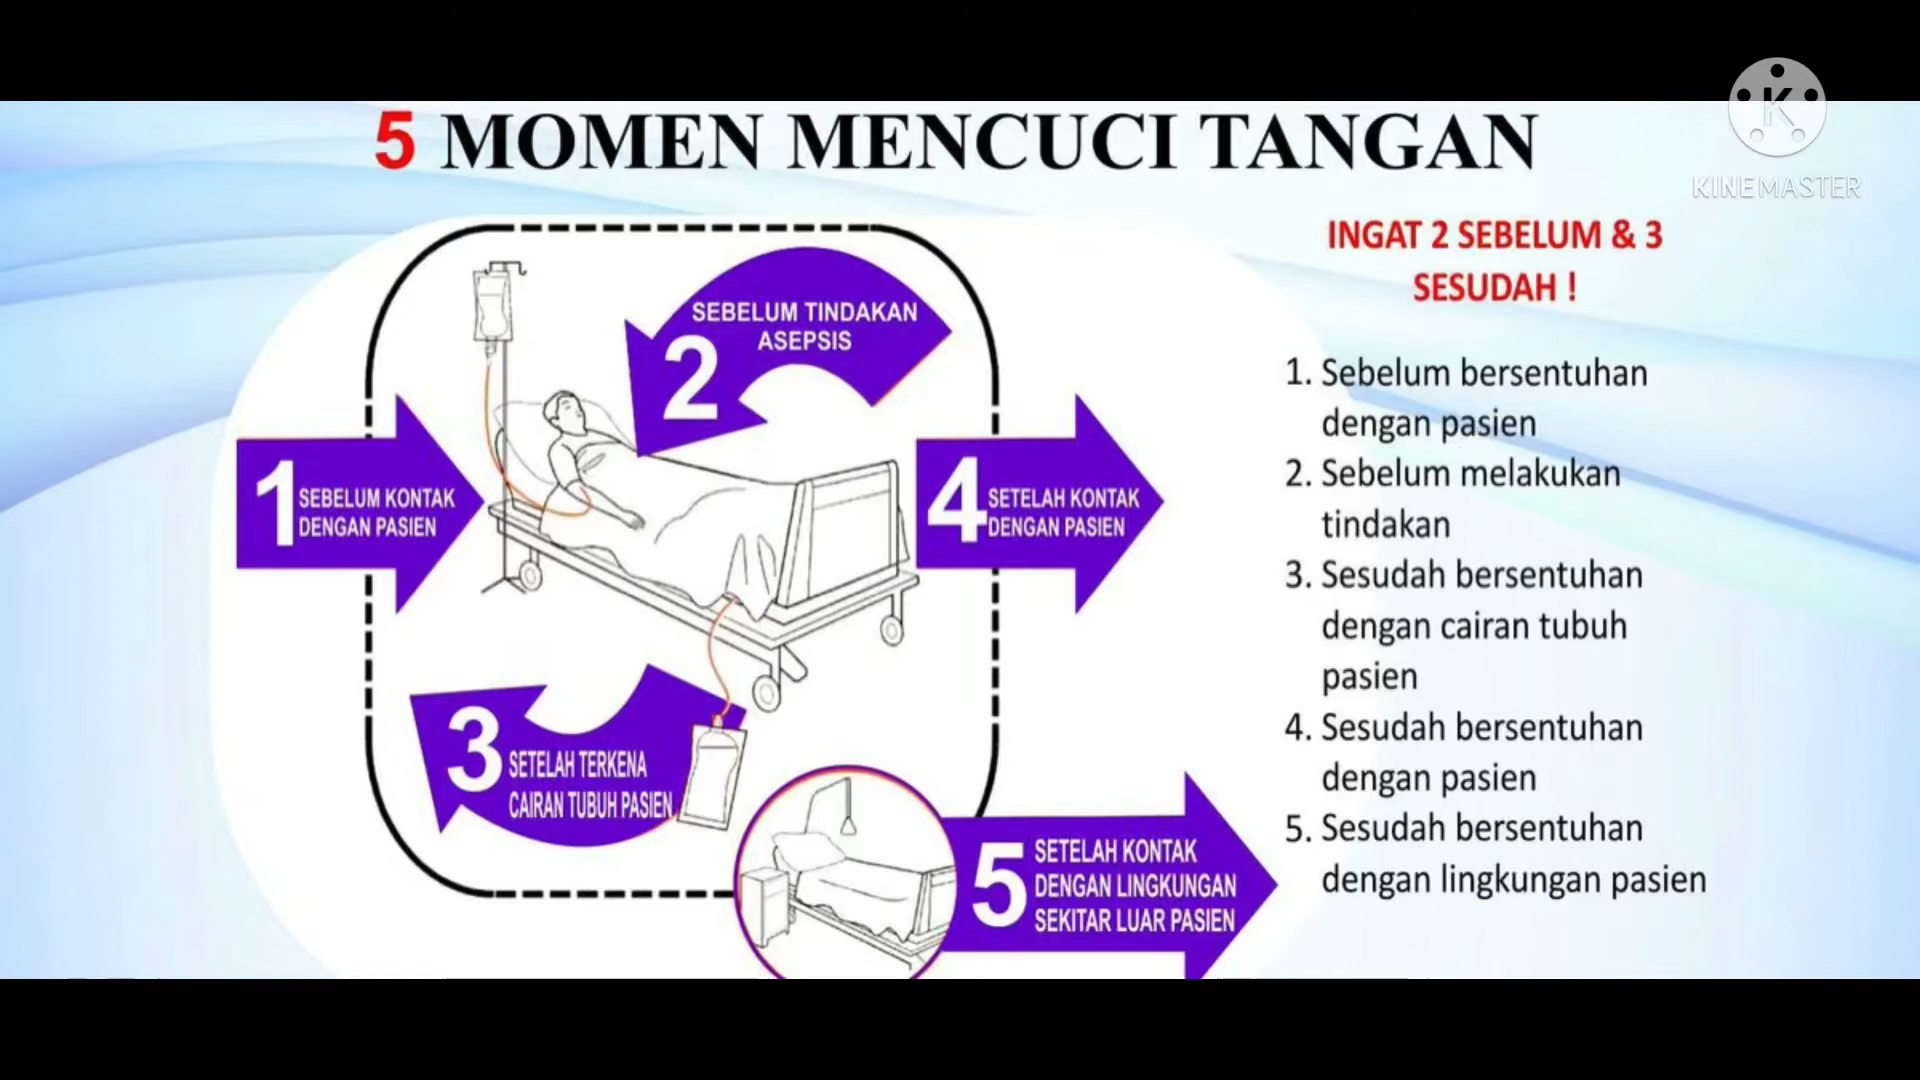 5 MOMEN MENCUCI TANGAN
KINEMASTER
INGAT 2 SEBELUM & 3
SESUDAH !
1
SEBELUM KONTAK
DENGAN PASIEN
2
SEBELUM TINDAKAN
ASEPSIS
3
SETELAH TERKENA
CAIRAN TUBUH PASIEN
4
SETELAH KONTAK
DENGAN PASIEN
5
SETELAH KONTAK
DENGAN LINGKUNGAN
SEKITAR LUAR PASIEN
1. Sebelum bersentuhan
dengan pasien
2. Sebelum melakukan
tindakan
3. Sesudah bersentuhan
dengan cairan tubuh
pasien
4. Sesudah bersentuhan
dengan pasien
5. Sesudah bersentuhan
dengan lingkungan pasien